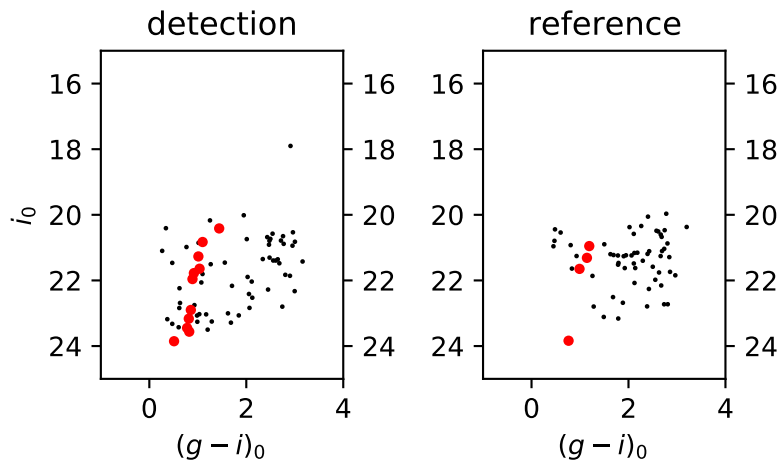 detection reference
16 16 16 16
18 18 18 18
20 20 20 20
i0
22 22 22 22
24 24 24 24
0 2 4 0 2 4
(g − i)0 (g − i)0